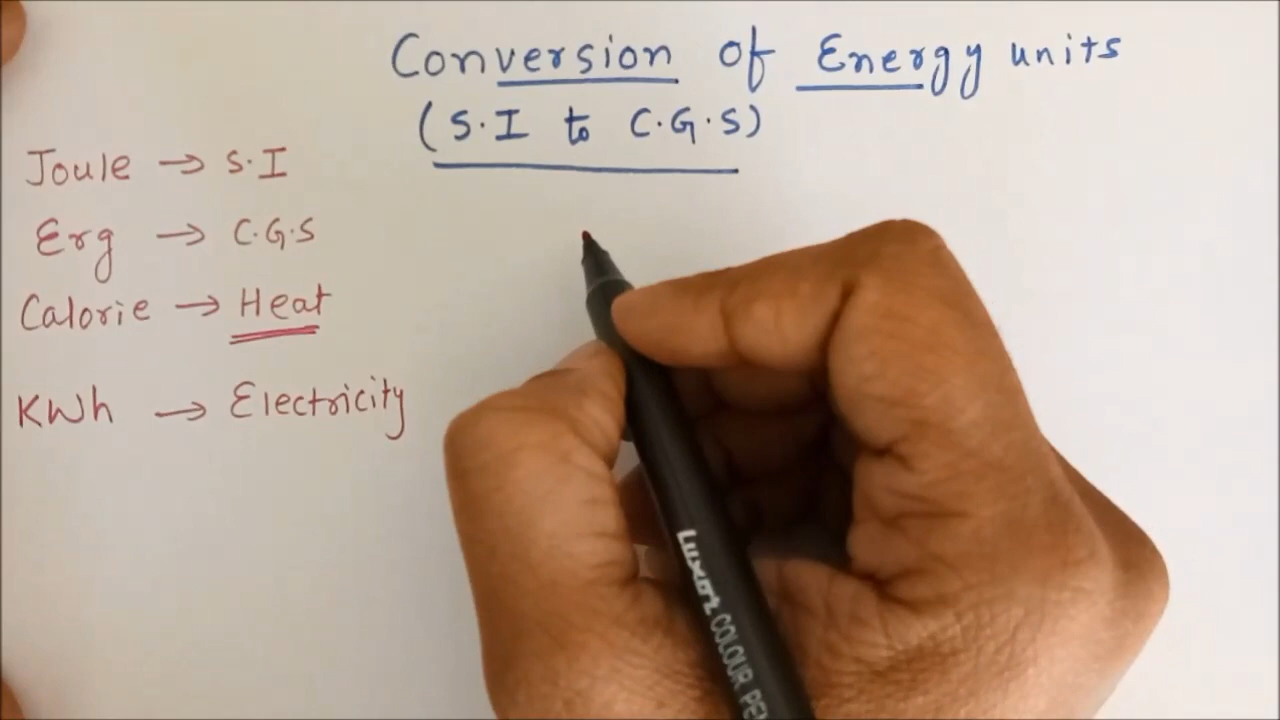 Conversion of Energy units
(S.I to C.G.S)
Joule → S.I
Erg → C.G.S
Calorie → Heat
KWh → Electricity
Luxor COLOUR PEN